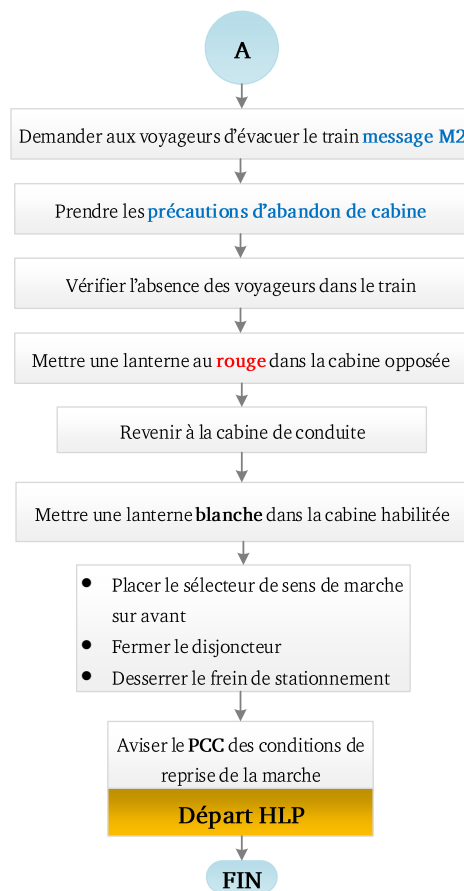 A
Demander aux voyageurs d'évacuer le train message M2
Prendre les précautions d'abandon de cabine
Vérifier l'absence des voyageurs dans le train
Mettre une lanterne au rouge dans la cabine opposée
Revenir à la cabine de conduite
Mettre une lanterne blanche dans la cabine habilitée
• Placer le sélecteur de sens de marche
sur avant
• Fermer le disjoncteur
• Desserrer le frein de stationnement
Aviser le PCC des conditions de
reprise de la marche
Départ HLP
FIN